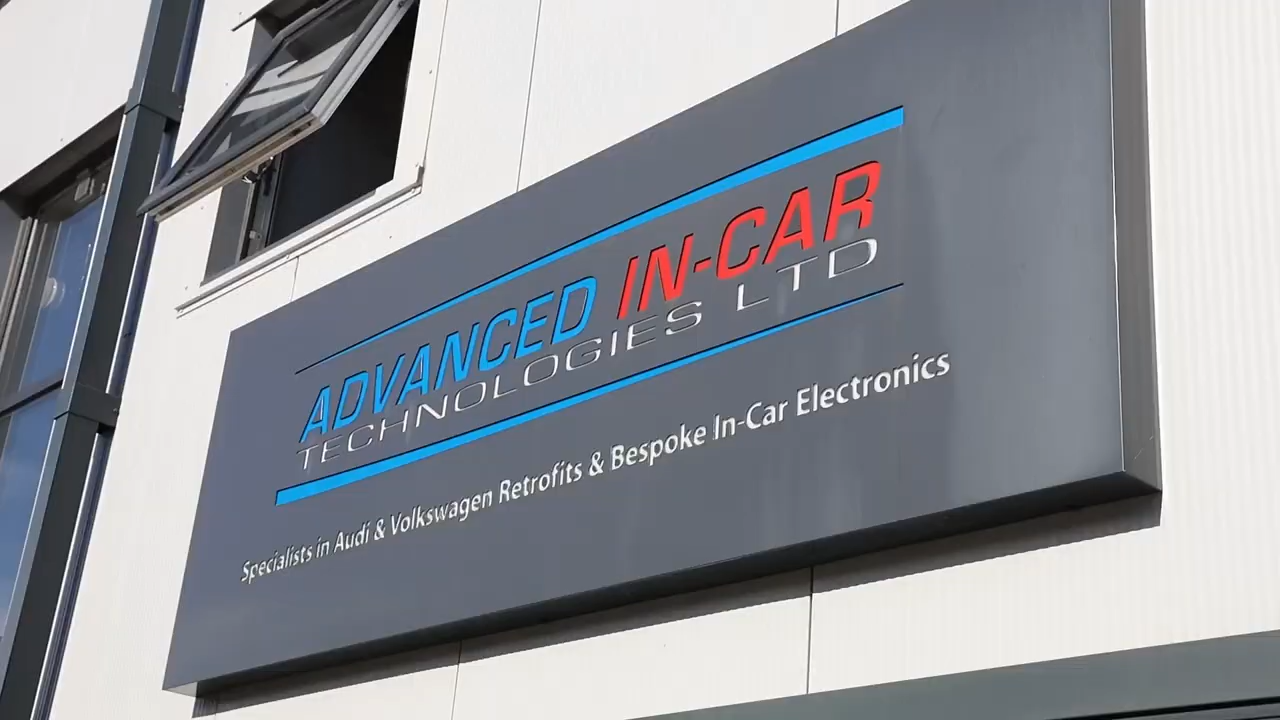 ADVANCED IN-CAR
TECHNOLOGIES LTD
Specialists in Audi & Volkswagen Retrofits & Bespoke In-Car Electronics